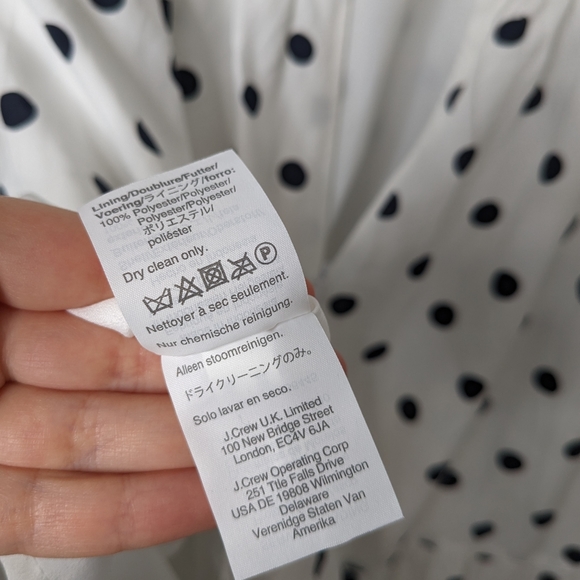 Lining/Doublure/Futter/
Voering/ライニング/forro:
100% Polyester/Polyester/
Polyester/Polyester/
ポリエステル/
poliéster
Dry clean only.
P
Nettoyer à sec seulement.
Nur chemische reinigung.
Alleen stoomreinigen.
ドライクリーニングのみ。
Solo lavar en seco.
J.Crew U.K. Limited
100 New Bridge Street
London, EC4V 6JA
J.Crew Operating Corp
251 Tile Falls Drive
USA DE 19808 Wilmington
Delaware
Verenidge Staten Van
Amerika